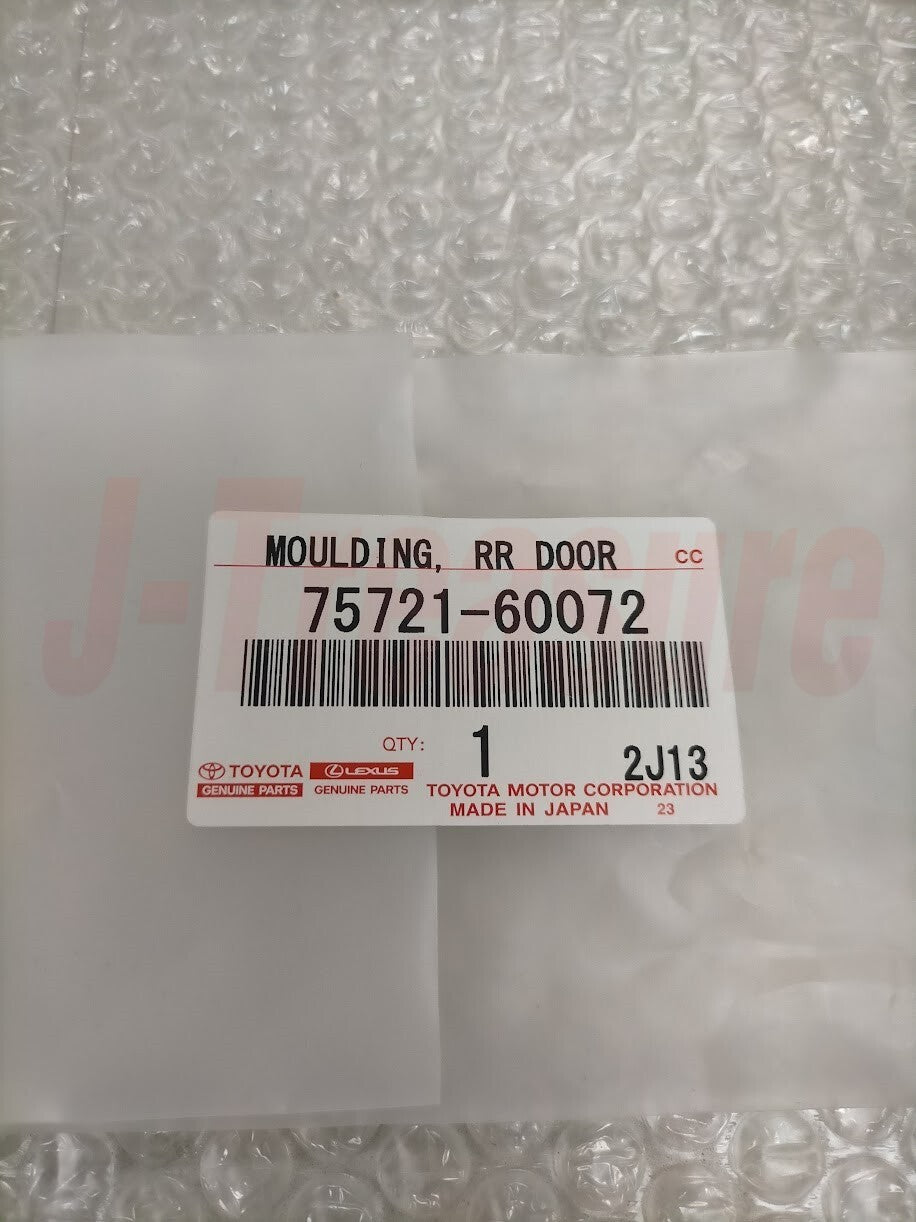 J-Treasure
MOULDING, RR DOOR CC
75721-60072
QTY: 1 2J13
TOYOTA LEXUS
GENUINE PARTS GENUINE PARTS
TOYOTA MOTOR CORPORATION
MADE IN JAPAN 23